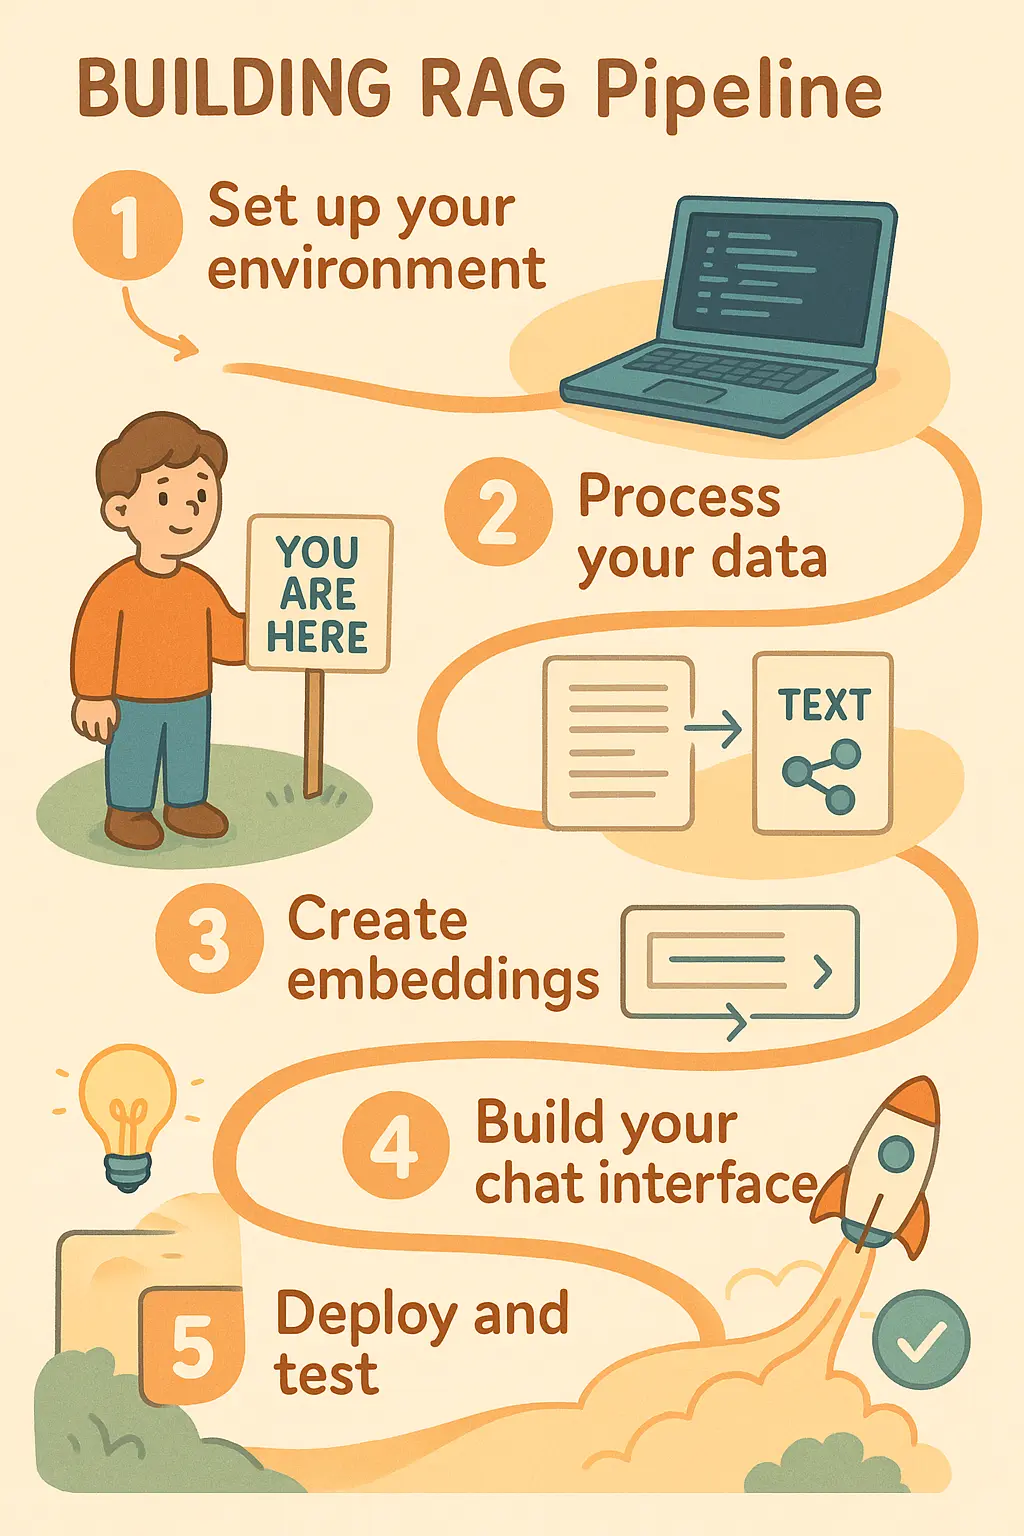 BUILDING RAG Pipeline
1
Set up your
environment
2
Process
your data
YOU
ARE
HERE
TEXT
3
Create
embeddings
4
Build your
chat interface
5
Deploy and
test